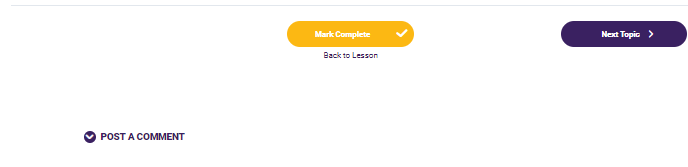 Mark Complete
Next Topic
Back to Lesson
POST A COMMENT